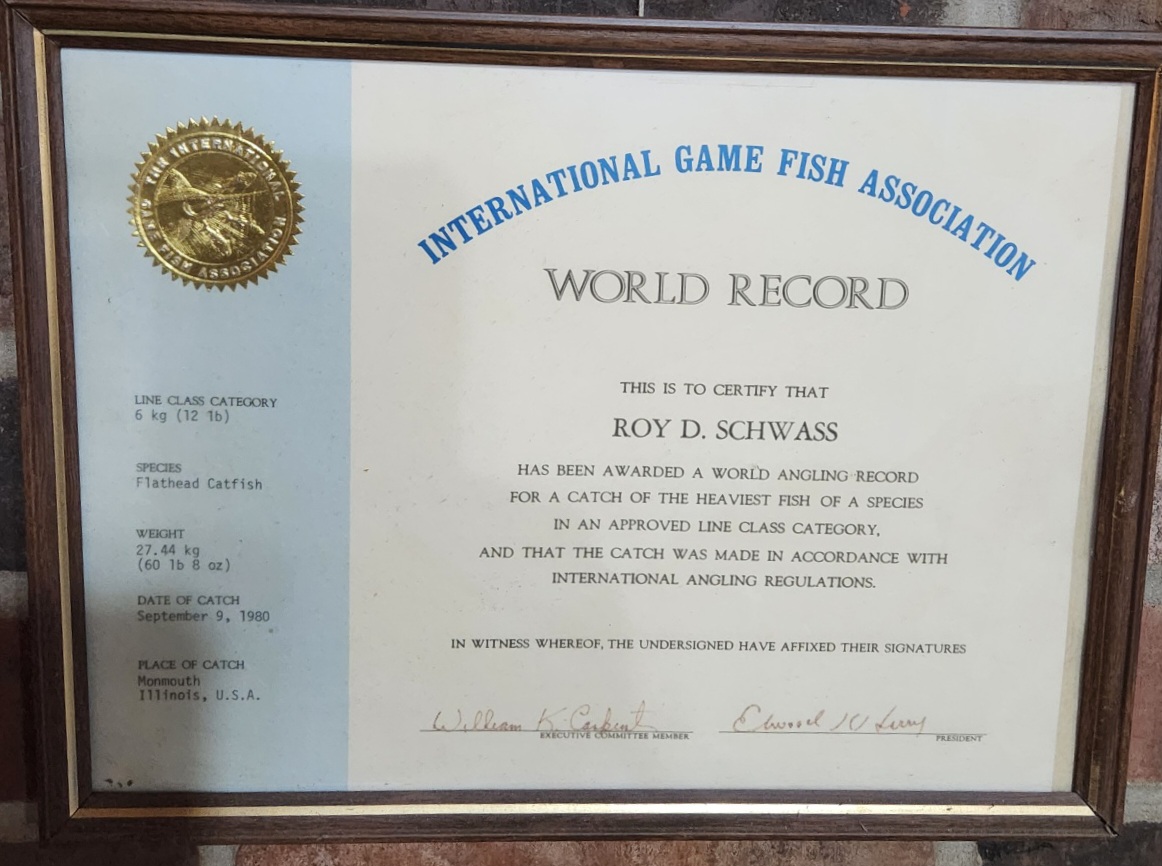 THE INTERNATIONAL
GAME FISH ASSOCIATION
INTERNATIONAL GAME FISH ASSOCIATION
WORLD RECORD
LINE CLASS CATEGORY
6 kg (12 lb)
SPECIES
Flathead Catfish
WEIGHT
27.44 kg
(60 lb 8 oz)
DATE OF CATCH
September 9, 1980
PLACE OF CATCH
Monmouth
Illinois, U.S.A.
THIS IS TO CERTIFY THAT
ROY D. SCHWASS
HAS BEEN AWARDED A WORLD ANGLING RECORD
FOR A CATCH OF THE HEAVIEST FISH OF A SPECIES
IN AN APPROVED LINE CLASS CATEGORY,
AND THAT THE CATCH WAS MADE IN ACCORDANCE WITH
INTERNATIONAL ANGLING REGULATIONS.
IN WITNESS WHEREOF, THE UNDERSIGNED HAVE AFFIXED THEIR SIGNATURES
William K.
EXECUTIVE COMMITTEE MEMBER
Elwood K
PRESIDENT